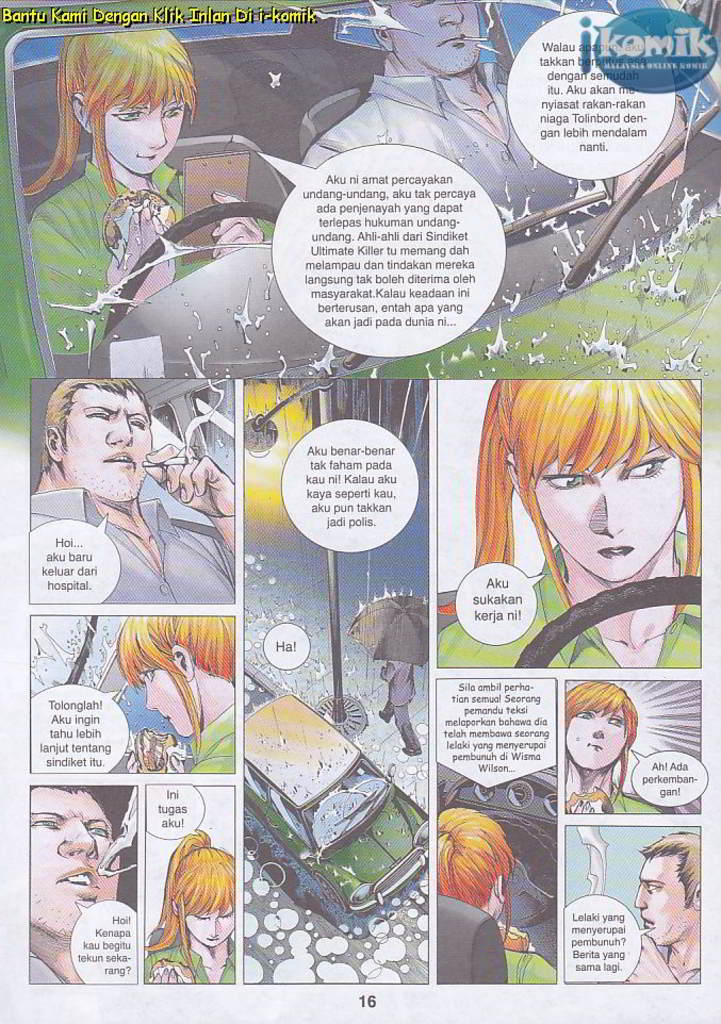 Bantu Kami Dengan Klik Inlan Di i-komik
ikomik
MALAYSIA ONLINE KOMIK
Walau apapun, aku
takkan berputus asa
dengan semudah
itu. Aku akan me-
nyiasat rakan-rakan
niaga Tolinbord den-
gan lebih mendalam
nanti.
Aku ni amat percayakan
undang-undang, aku tak percaya
ada penjenayah yang dapat
terlepas hukuman undang-
undang. Ahli-ahli dari Sindiket
Ultimate Killer tu memang dah
melampau dan tindakan mereka
langsung tak boleh diterima oleh
masyarakat.Kalau keadaan ini
berterusan, entah apa yang
akan jadi pada dunia ni...
Hoi...
aku baru
keluar dari
hospital.
Tolonglah!
Aku ingin
tahu lebih
lanjut tentang
sindiket itu.
Hoi!
Kenapa
kau begitu
tekun seka-
rang?
Ini
tugas
aku!
Aku benar-benar
tak faham pada
kau ni! Kalau aku
kaya seperti kau,
aku pun takkan
jadi polis.
Ha!
Aku
sukakan
kerja ni!
Sila ambil perha-
tian semua! Seorang
pemandu teksi
melaporkan bahawa dia
telah membawa seorang
lelaki yang menyerupai
pembunuh di Wisma
Wilson...
Ah! Ada
perkemban-
gan!
Lelaki yang
menyerupai
pembunuh?
Berita yang
sama lagi.
16